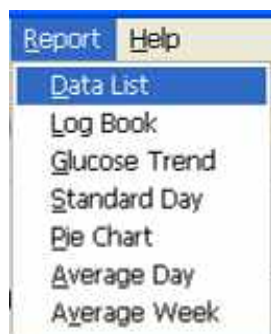 Report Help
Data List
Log Book
Glucose Trend
Standard Day
Pie Chart
Average Day
Average Week